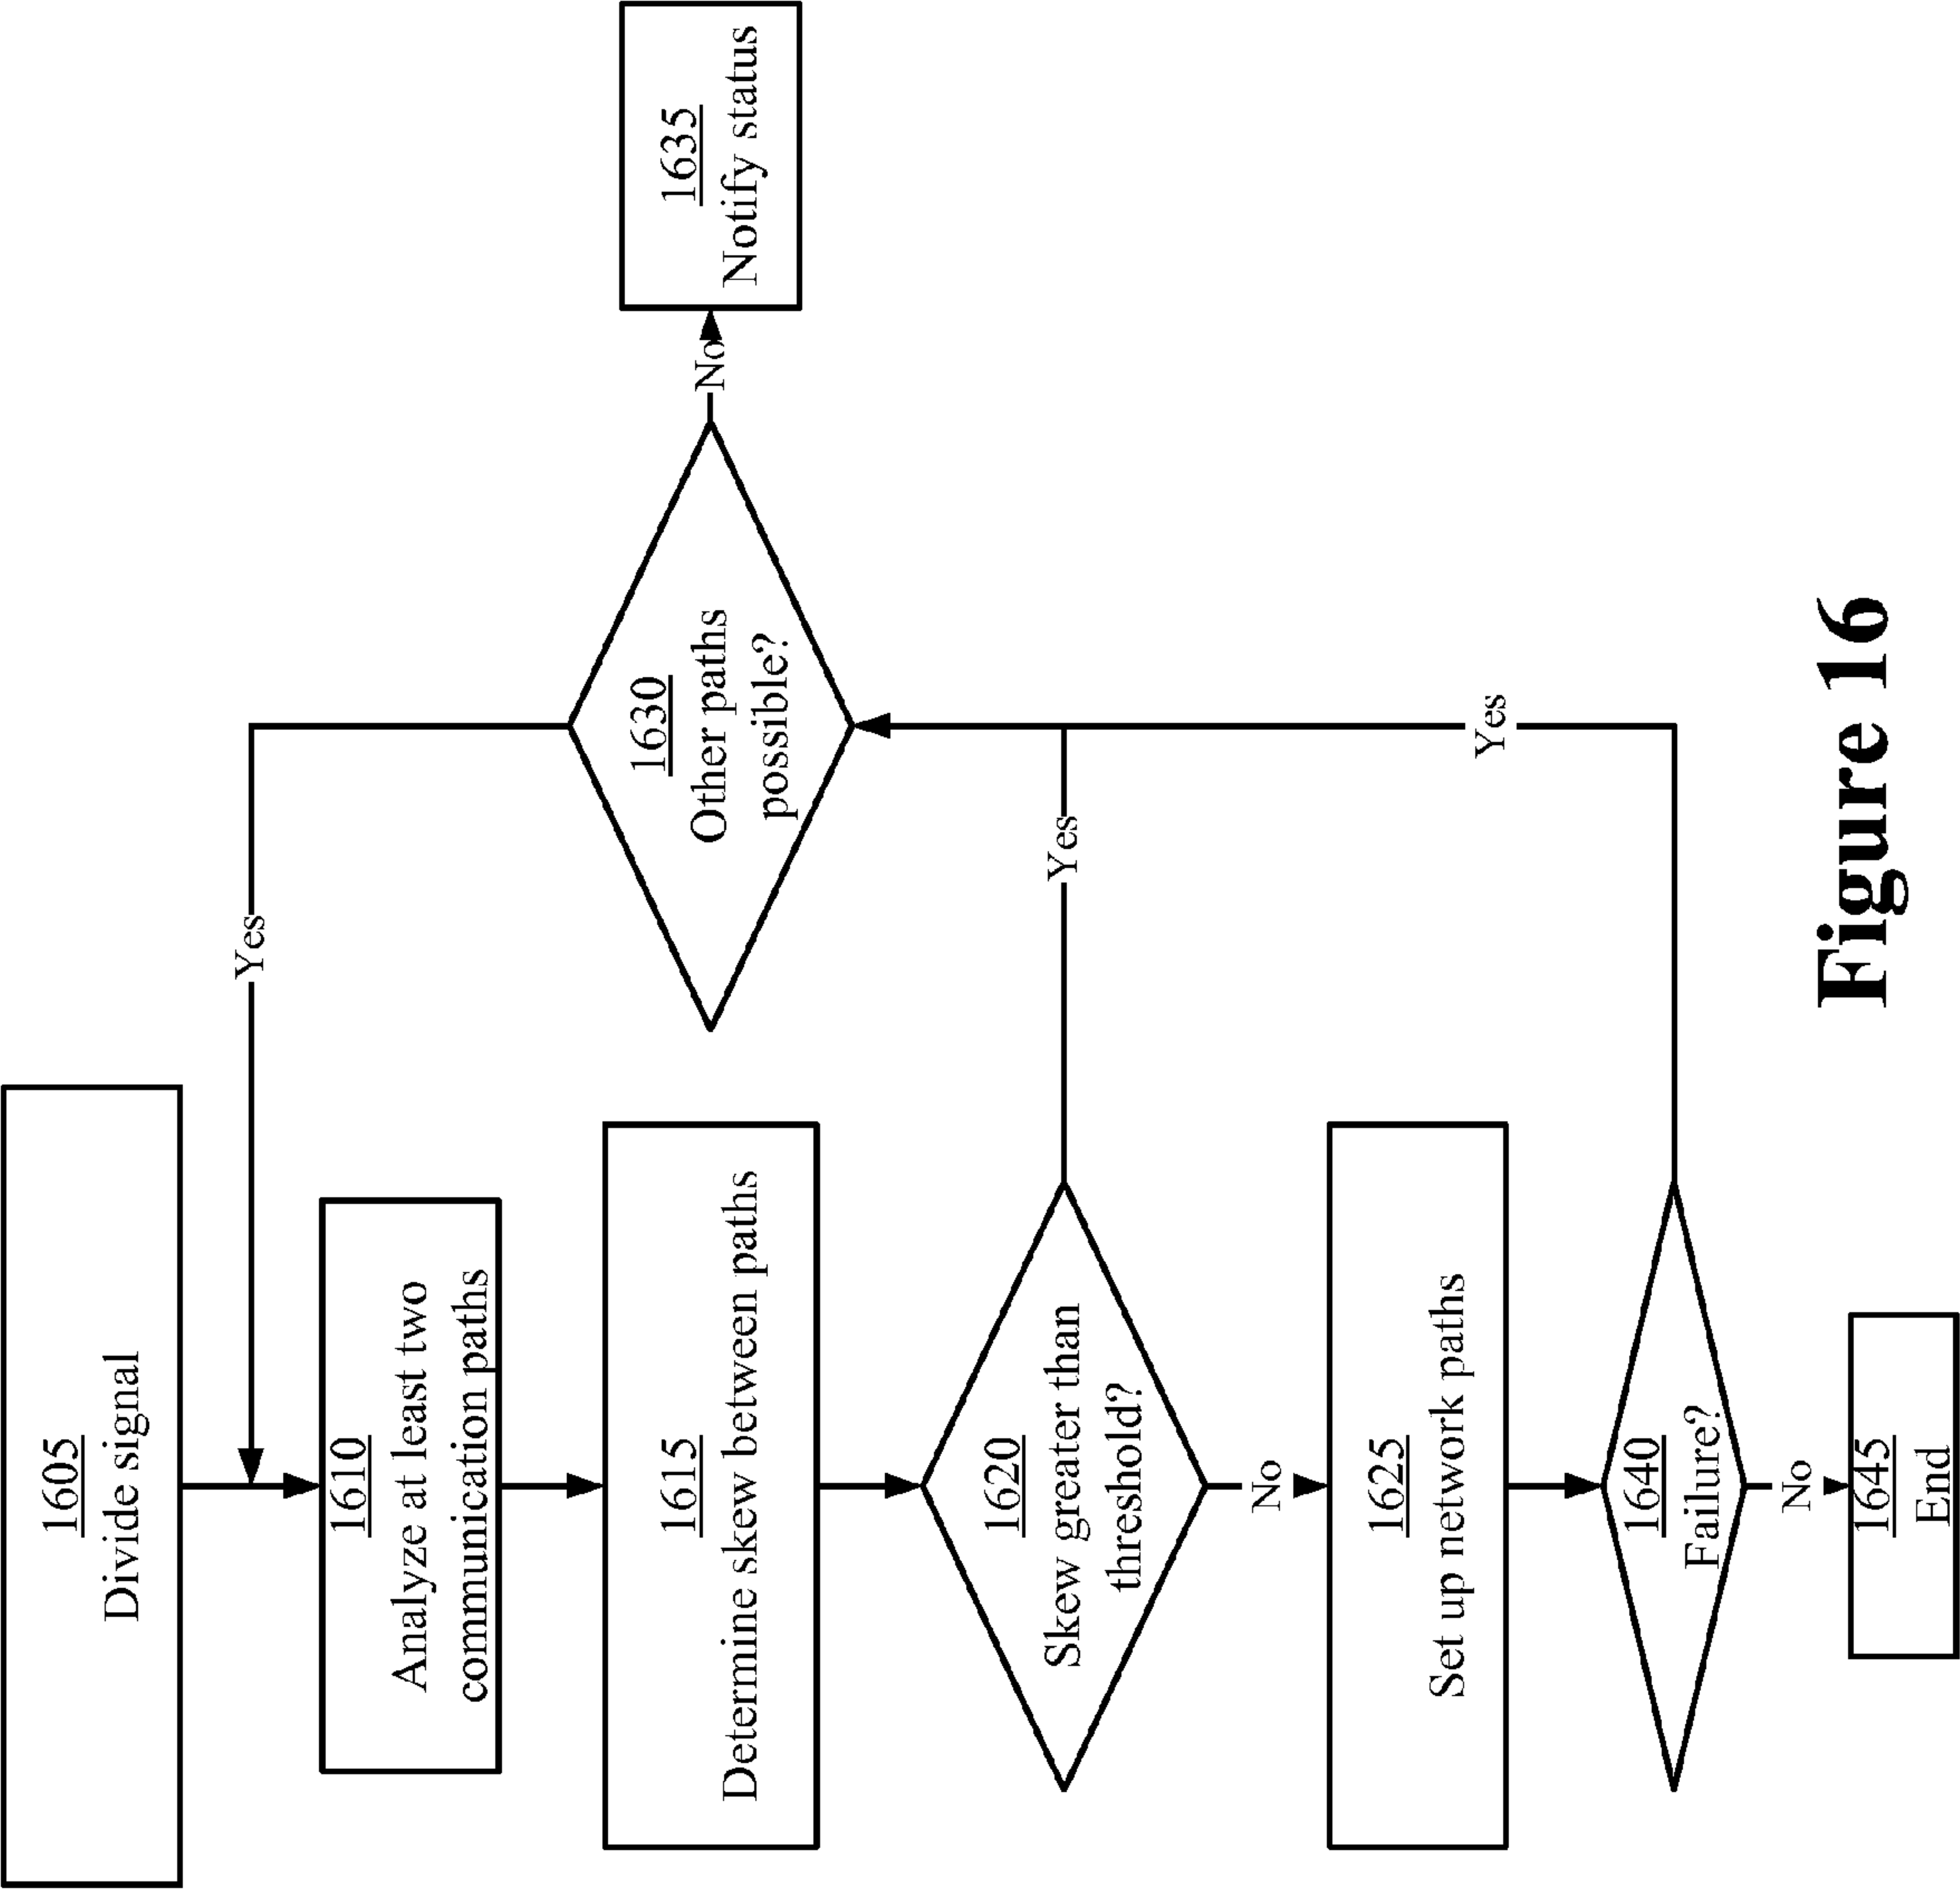 1605
Divide signal
Yes
1610
Analyze at least two
communication paths
1615
Determine skew between paths
1620
Skew greater than
threshold?
Yes
1630
Other paths
possible?
No
1635
Notify status
No
1625
Set up network paths
1640
Failure?
Yes
No
1645
End
Figure 16